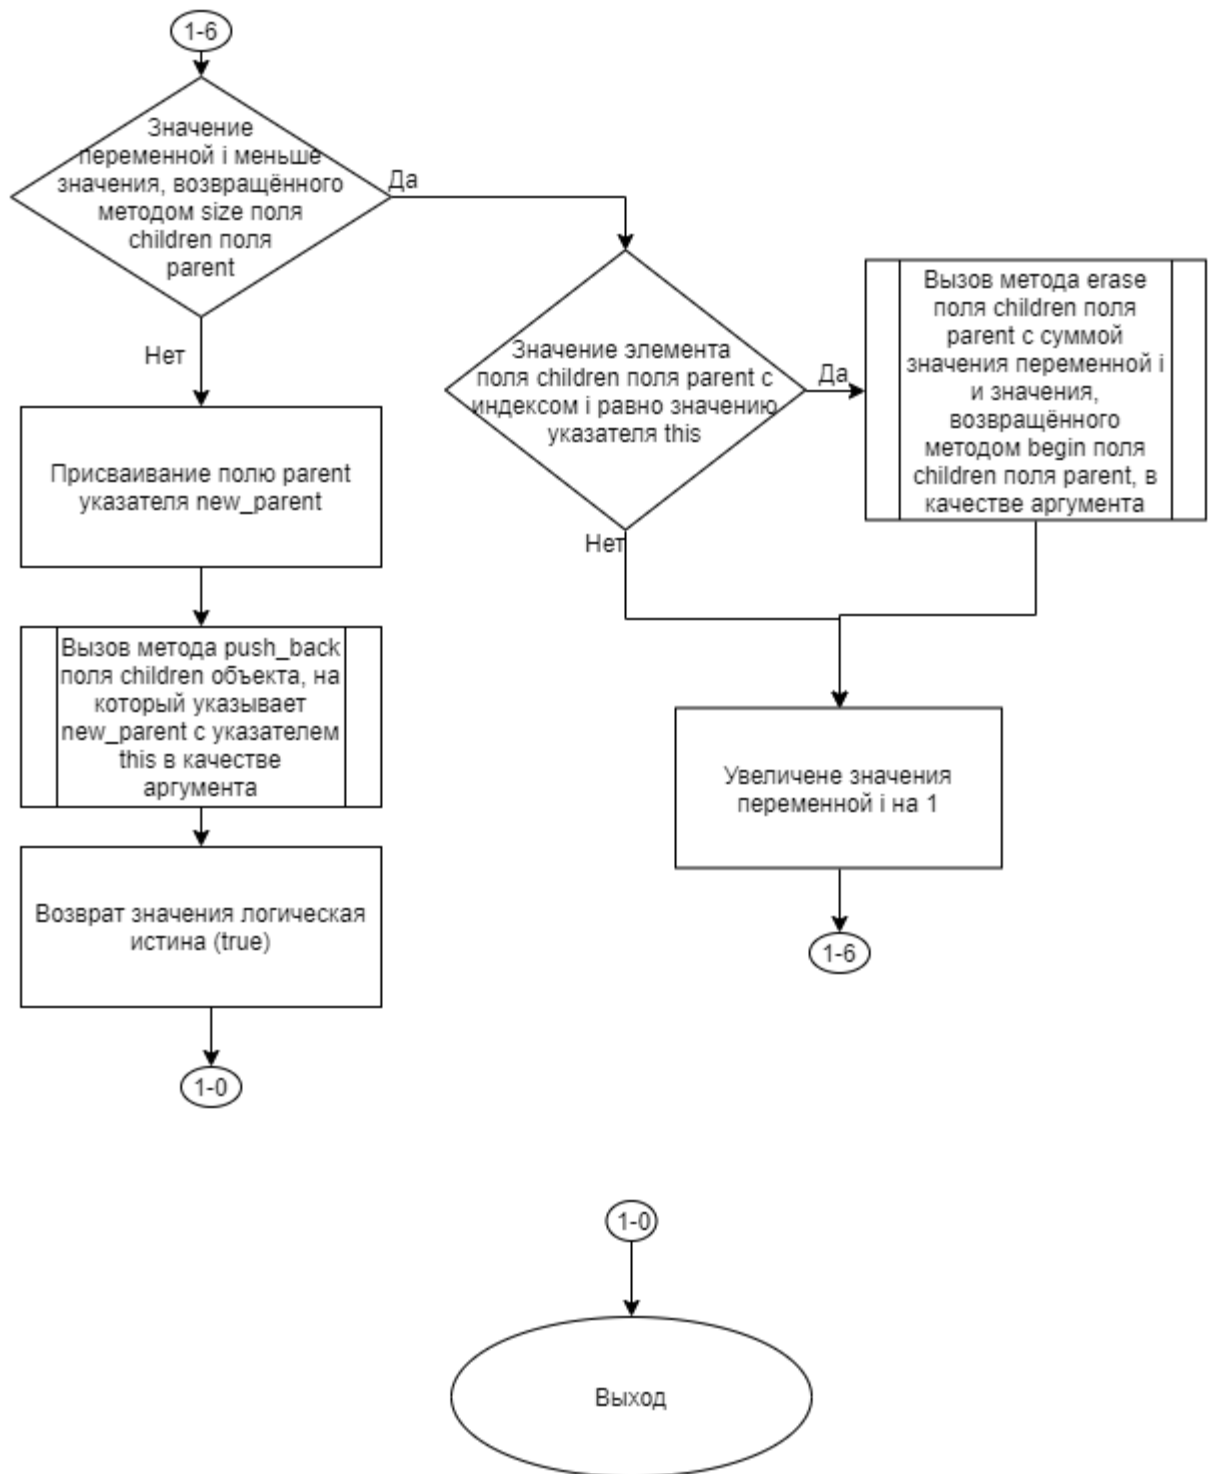 1-6
Значение
переменной i меньше
значения, возвращённого
методом size поля
children поля
parent
Да
Нет
Присваивание полю parent
указателя new_parent
Вызов метода push_back
поля children объекта, на
который указывает
new_parent с указателем
this в качестве
аргумента
Возврат значения логическая
истина (true)
1-0
Значение элемента
поля children поля parent с
индексом i равно значению
указателя this
Да
Нет
Вызов метода erase
поля children поля
parent с суммой
значения переменной i
и значения,
возвращённого
методом begin поля
children поля parent, в
качестве аргумента
Увеличене значения
переменной i на 1
1-6
1-0
Выход